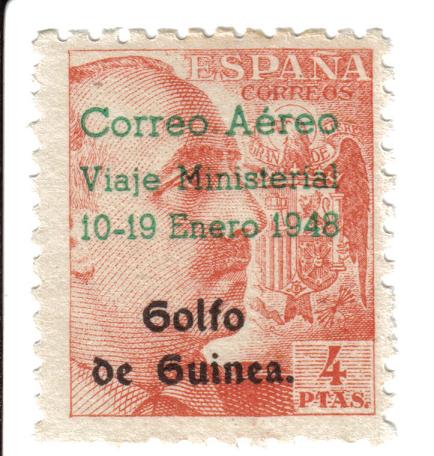 ESPAÑA
CORREOS
Correo Aéreo
Viaje Ministerial
10-19 Enero 1948
Golfo
de Guinea.
4
PTAS.